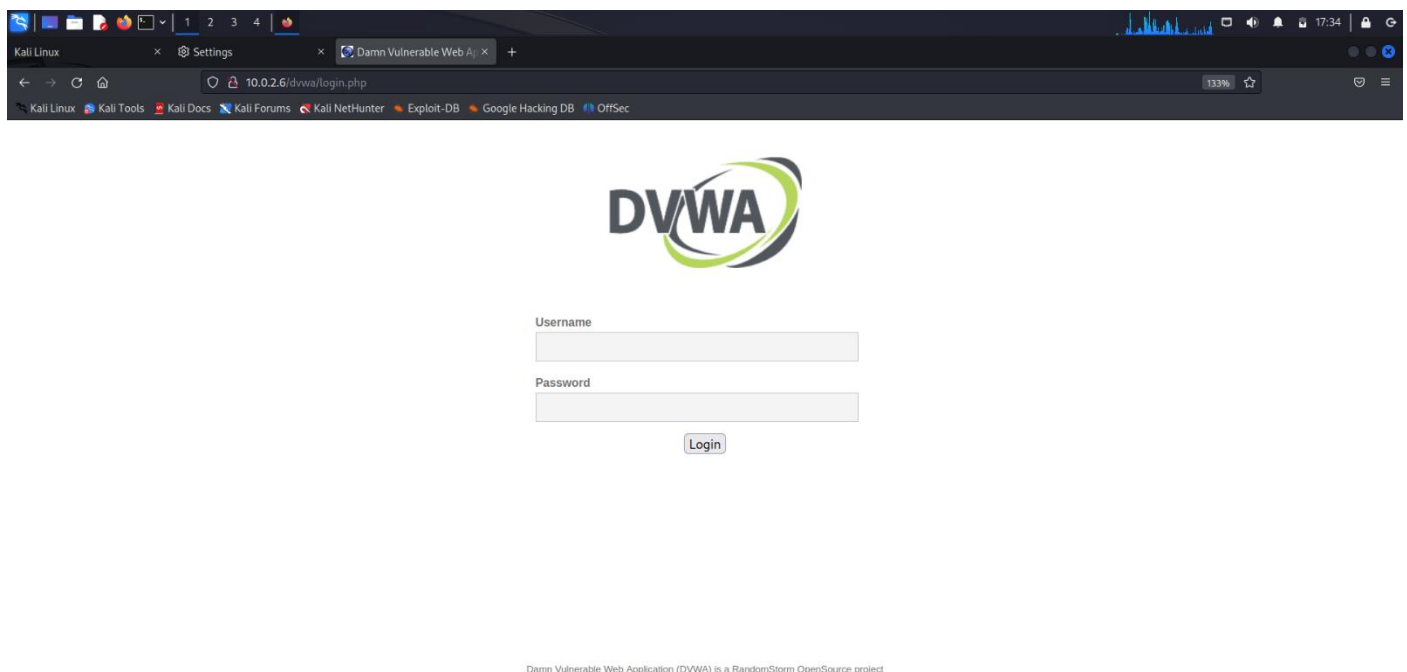 1 2 3 4 17:34
Kali Linux Settings Damn Vulnerable Web Ap
10.0.2.6/dvwa/login.php 133%
Kali Linux Kali Tools Kali Docs Kali Forums Kali NetHunter Exploit-DB Google Hacking DB OffSec
DVWA
Username
Password
Login
Damn Vulnerable Web Application (DVWA) is a RandomStorm OpenSource project